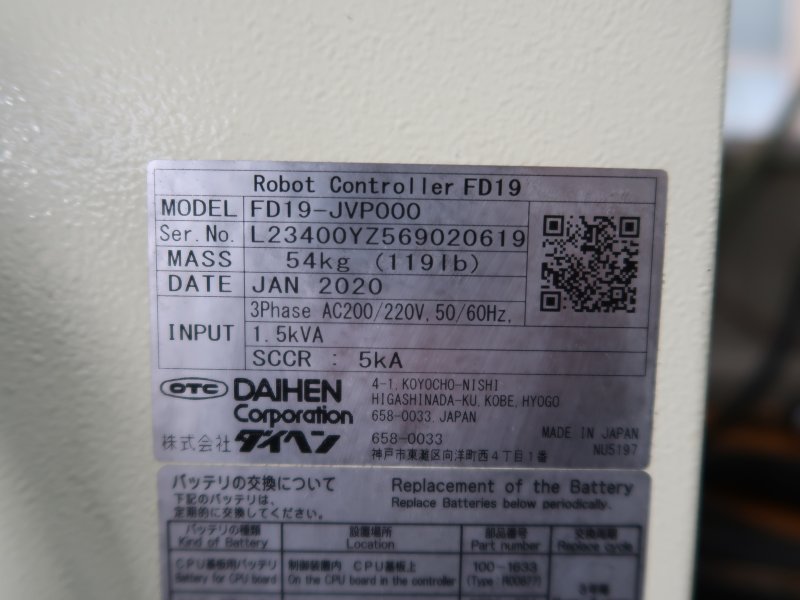 Robot Controller FD19
MODEL FD19-JVP000
Ser. No. L23400YZ569020619
MASS 54kg (119lb)
DATE JAN 2020
INPUT 3Phase AC200/220V, 50/60Hz,
1.5kVA
SCCR : 5kA
OTC DAIHEN
Corporation
株式会社 ダイヘン
4-1, KOYOCHO-NISHI
HIGASHINADA-KU, KOBE, HYOGO
658-0033, JAPAN
658-0033
神戸市東灘区向洋町西4丁目1番
MADE IN JAPAN
NU5197
バッテリの交換について
下記のバッテリは、
定期的に交換してください。
Replacement of the Battery
Replace Batteries below periodically.
バッテリの種類 設置場所 部品番号 交換周期
Kind of Battery Location Part number Replace cycle
CPU基板用バッテリ 制御装置内 CPU基板上 100-1633
Battery for CPU board On the CPU board in the controller